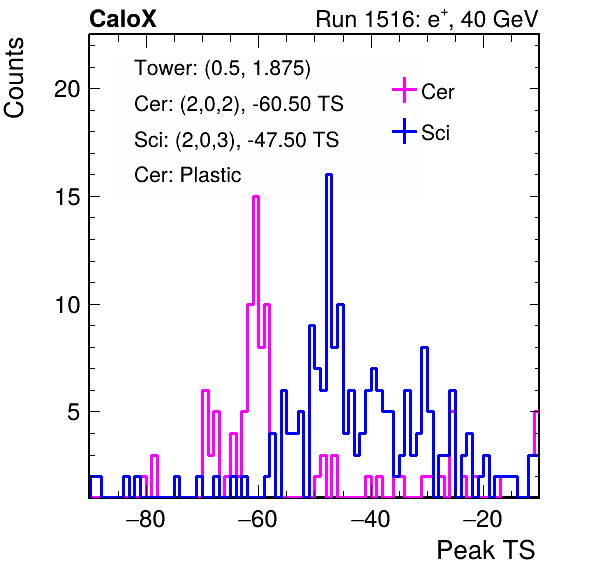 CaloX Run 1516: e+, 40 GeV
Counts
Tower: (0.5, 1.875)
Cer: (2,0,2), -60.50 TS
Sci: (2,0,3), -47.50 TS
Cer: Plastic
Cer
Sci
20
15
10
5
−80 −60 −40 −20
Peak TS